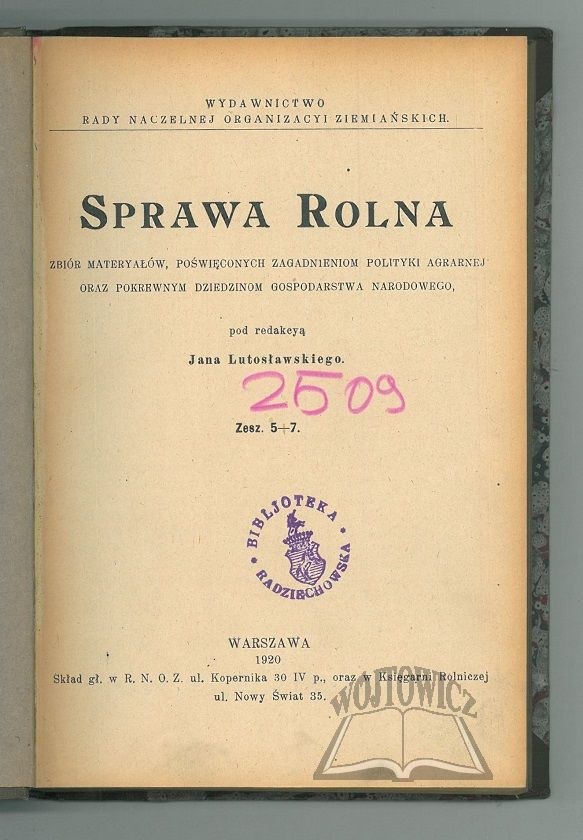 WYDAWNICTWO
RADY NACZELNEJ ORGANIZACYI ZIEMIAŃSKICH.
SPRAWA ROLNA
ZBIÓR MATERYAŁÓW, POŚWIĘCONYCH ZAGADNIENIOM POLITYKI AGRARNEJ
ORAZ POKREWNYM DZIEDZINOM GOSPODARSTWA NARODOWEGO,
pod redakcyą
Jana Lutosławskiego.
2509
Zesz. 5—7.
BIBLJOTEKA
RADZIECHOWSKA
WARSZAWA
1920
Skład gł. w R. N. O. Z. ul. Kopernika 30 IV p., oraz w Księgarni Rolniczej
ul. Nowy Świat 35.
WÓJTOWICZ